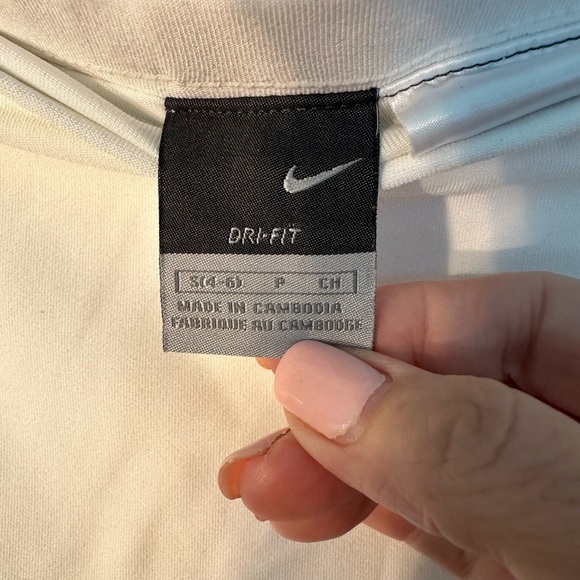 DRI-FIT
S(4-6) P CH
MADE IN CAMBODIA
FABRIQUE AU CAMBODGE